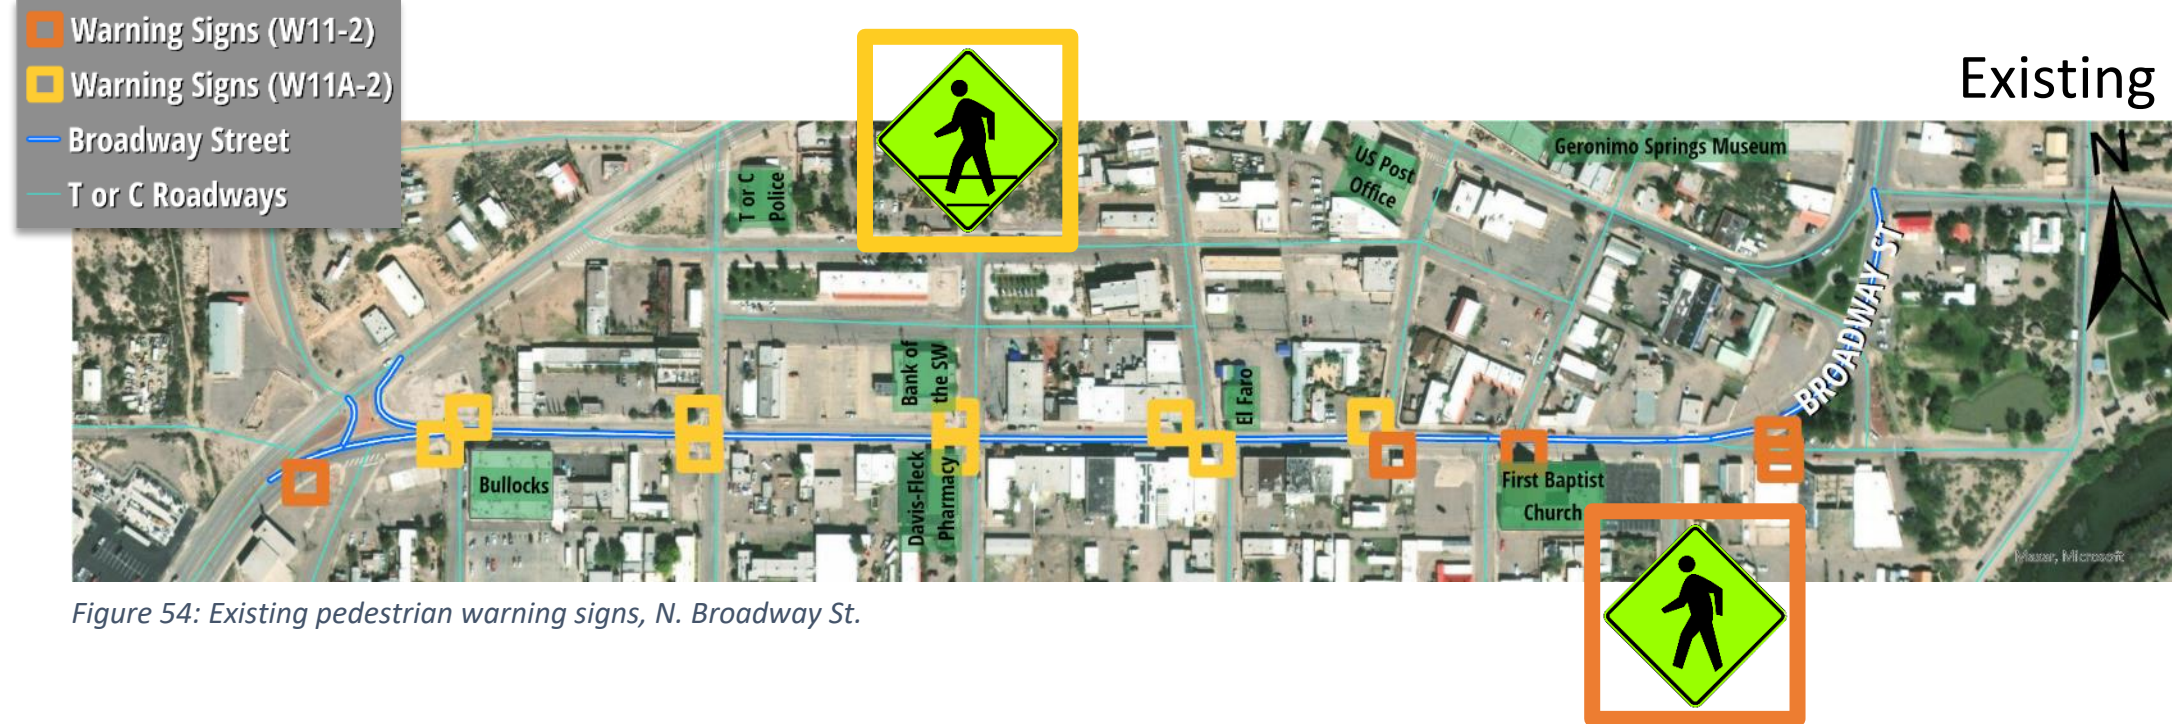 Warning Signs (W11-2)
Warning Signs (W11A-2)
Broadway Street
T or C Roadways
Existing
N
T or C
Police
US Post
Office
Geronimo Springs Museum
BROADWAY ST
Bank of
the SW
El Faro
Bullocks
Davis-Fleck
Pharmacy
First Baptist
Church
Maxar, Microsoft
Figure 54: Existing pedestrian warning signs, N. Broadway St.